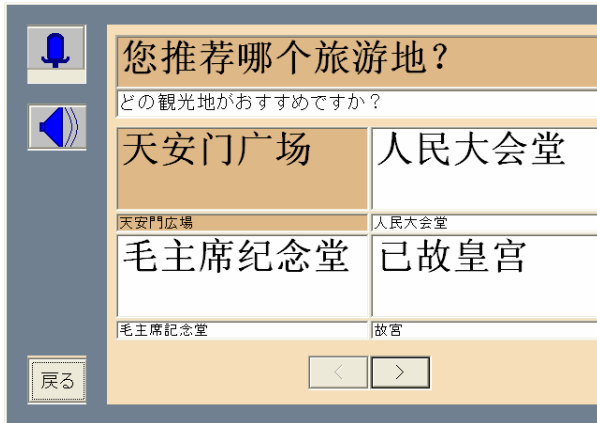 您推荐哪个旅游地？
どの観光地がおすすめですか？
天安门广场
人民大会堂
天安門広場
人民大会堂
毛主席纪念堂
已故皇宫
毛主席記念堂
故宮
戻る
＜
＞